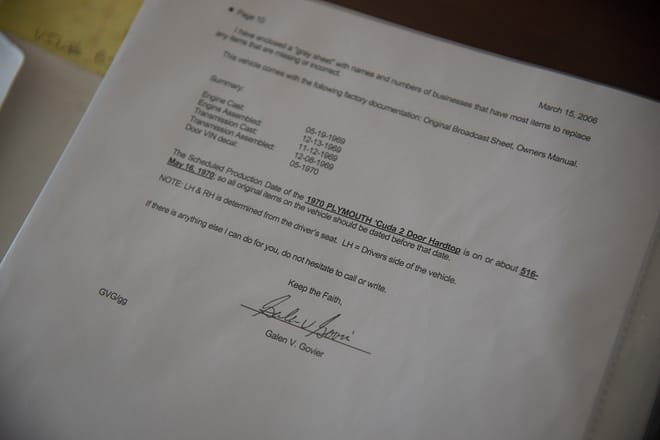 Page 10
March 15, 2006
I have enclosed a "grey sheet" with names and numbers of businesses that have most items to replace
any items that are missing or incorrect.
This vehicle comes with the following factory documentation: Original Broadcast Sheet, Owners Manual.
Summary:
Engine Cast: 05-19-1969
Engine Assembled: 12-13-1969
Transmission Cast: 11-12-1969
Transmission Assembled: 12-08-1969
Door VIN decal: 05-1970
The Scheduled Production Date of the 1970 PLYMOUTH 'Cuda 2 Door Hardtop is on or about 516-
May 16, 1970, so all original items on the vehicle should be dated before that date.
NOTE: LH & RH is determined from the driver's seat. LH = Drivers side of the vehicle.
If there is anything else I can do for you, do not hesitate to call or write.
Keep the Faith,
Galen V. Govier
GVG/gg
Galen V. Govier